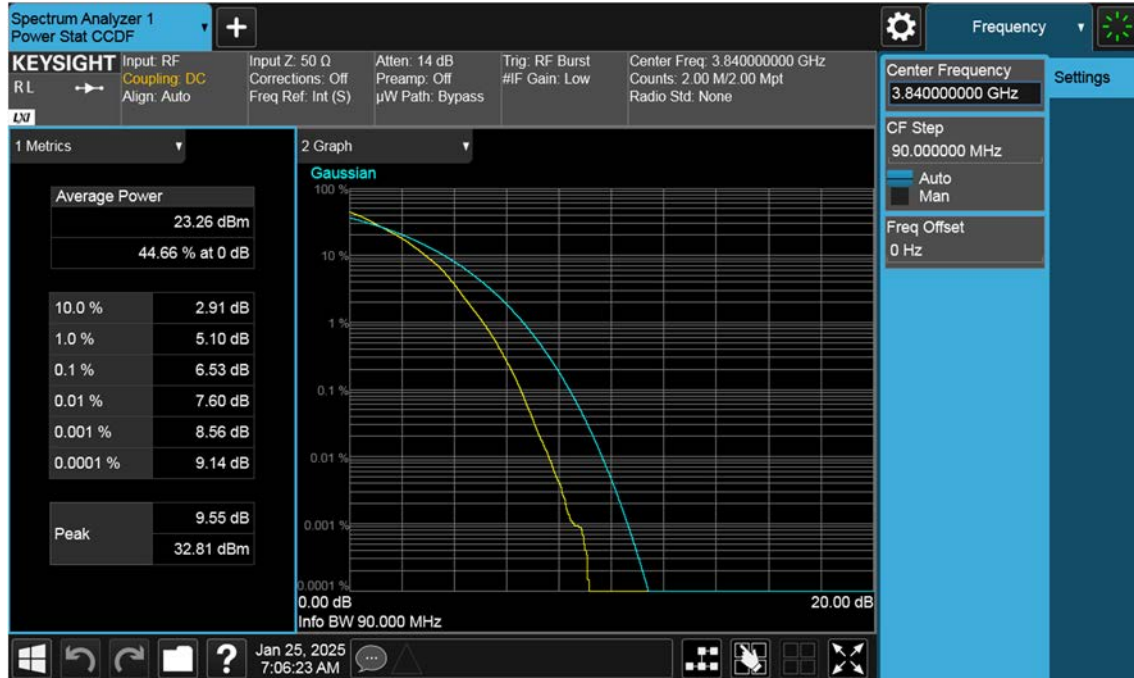 Spectrum Analyzer 1
Power Stat CCDF
+
Frequency
KEYSIGHT
RL
LXI
Input: RF
Coupling: DC
Align: Auto
Input Z: 50 Ω
Corrections: Off
Freq Ref: Int (S)
Atten: 14 dB
Preamp: Off
µW Path: Bypass
Trig: RF Burst
#IF Gain: Low
Center Freq: 3.840000000 GHz
Counts: 2.00 M/2.00 Mpt
Radio Std: None
Center Frequency
3.840000000 GHz
Settings
CF Step
90.000000 MHz
Auto
Man
Freq Offset
0 Hz
1 Metrics
Average Power
23.26 dBm
44.66 % at 0 dB
10.0 % 2.91 dB
1.0 % 5.10 dB
0.1 % 6.53 dB
0.01 % 7.60 dB
0.001 % 8.56 dB
0.0001 % 9.14 dB
Peak
9.55 dB
32.81 dBm
2 Graph
Gaussian
100 %
10 %
1 %
0.1 %
0.01 %
0.001 %
0.0001 %
0.00 dB 20.00 dB
Info BW 90.000 MHz
?
Jan 25, 2025
7:06:23 AM